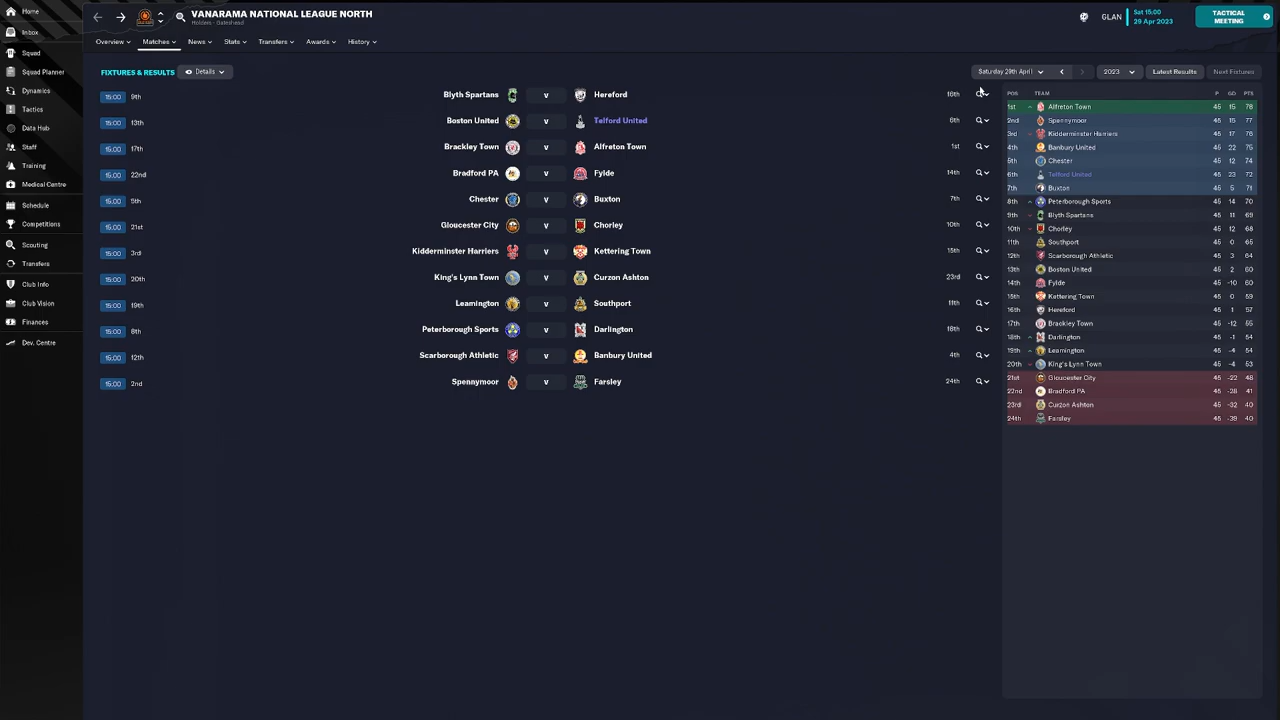 Home
VANARAMA NATIONAL LEAGUE NORTH
Holders - Gateshead
GLAN
Sat 15:00
29 Apr 2023
TACTICAL
MEETING
Inbox
Overview Matches News Stats Transfers Awards History
Squad
Squad Planner
Dynamics
Tactics
Data Hub
Staff
Training
Medical Centre
Schedule
Competitions
Scouting
Transfers
Club Info
Club Vision
Finances
Dev. Centre
FIXTURES & RESULTS Details Saturday 29th April 2023 Latest Results Next Fixtures
15:00 9th Blyth Spartans v Hereford 16th
15:00 13th Boston United v Telford United 6th
15:00 17th Brackley Town v Alfreton Town 1st
15:00 22nd Bradford PA v Fylde 14th
15:00 5th Chester v Buxton 7th
15:00 21st Gloucester City v Chorley 10th
15:00 3rd Kidderminster Harriers v Kettering Town 15th
15:00 20th King's Lynn Town v Curzon Ashton 23rd
15:00 19th Leamington v Southport 11th
15:00 8th Peterborough Sports v Darlington 18th
15:00 12th Scarborough Athletic v Banbury United 4th
15:00 2nd Spennymoor v Farsley 24th
POS TEAM P GD PTS
1st Alfreton Town 45 15 78
2nd Spennymoor 45 15 77
3rd Kidderminster Harriers 45 17 78
4th Banbury United 45 22 75
5th Chester 45 12 74
6th Telford United 45 23 72
7th Buxton 45 5 71
8th Peterborough Sports 45 14 70
9th Blyth Spartans 45 11 69
10th Chorley 45 12 68
11th Southport 45 0 65
12th Scarborough Athletic 45 3 64
13th Boston United 45 2 60
14th Fylde 45 -10 60
15th Kettering Town 45 0 59
16th Hereford 45 1 57
17th Brackley Town 45 -12 55
18th Darlington 45 -1 54
19th Leamington 45 -4 54
20th King's Lynn Town 45 -4 53
21st Gloucester City 45 -22 48
22nd Bradford PA 45 -28 41
23rd Curzon Ashton 45 -32 40
24th Farsley 45 -39 40